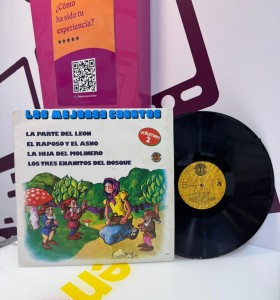 ¿Cómo
ha sido tu
experiencia?
LOS MEJORES CUENTOS
volumen
2
LA PARTE DEL LEON
EL RAPOSO Y EL ASNO
LA HIJA DEL MOLINERO
LOS TRES ENANITOS DEL BOSQUE
en